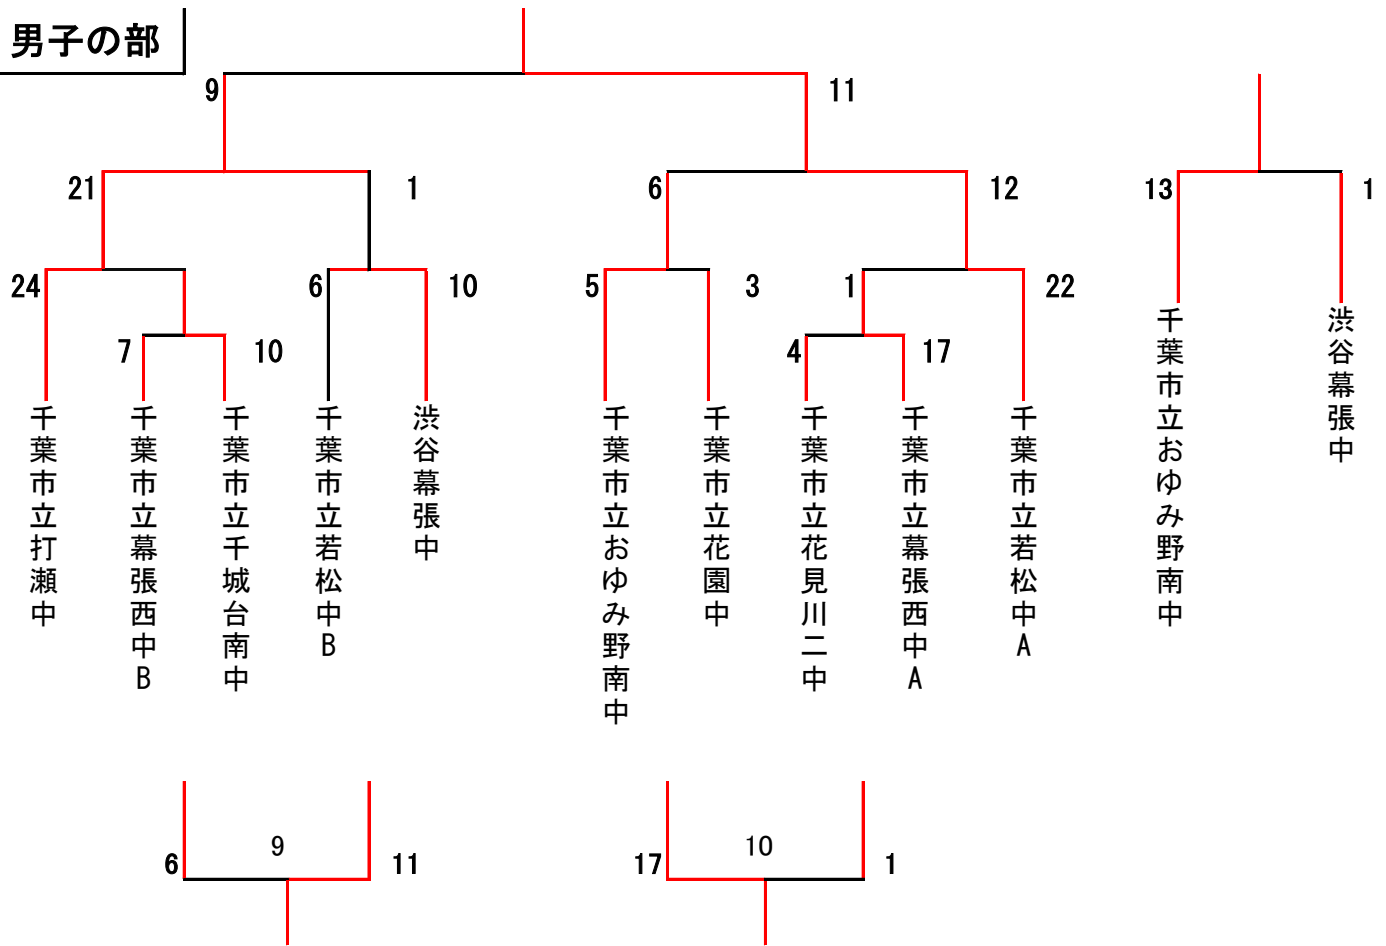 男子の部
9
11
21
1
6
12
13
1
24
6
10
5
3
1
22
7
10
4
17
千葉市立打瀬中
千葉市立幕張西中B
千葉市立千城台南中
千葉市立若松中B
渋谷幕張中
千葉市立おゆみ野南中
千葉市立花園中
千葉市立花見川二中
千葉市立幕張西中A
千葉市立若松中A
千葉市立おゆみ野南中
渋谷幕張中
9
6
11
10
17
1